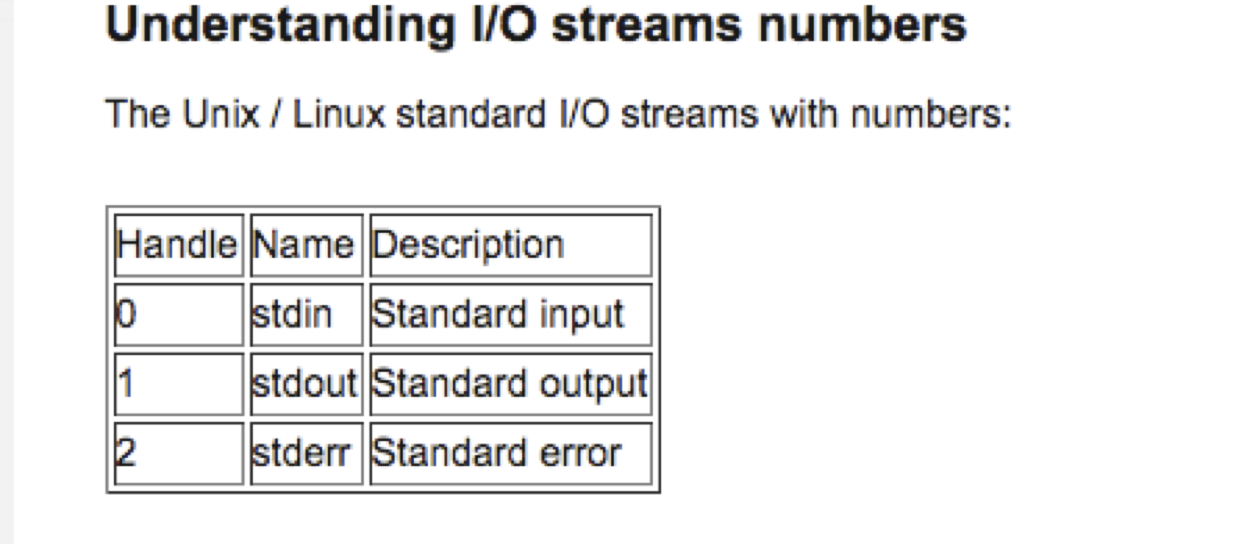 Understanding I/O streams numbers
The Unix / Linux standard I/O streams with numbers:
Handle Name Description
0 stdin Standard input
1 stdout Standard output
2 stderr Standard error